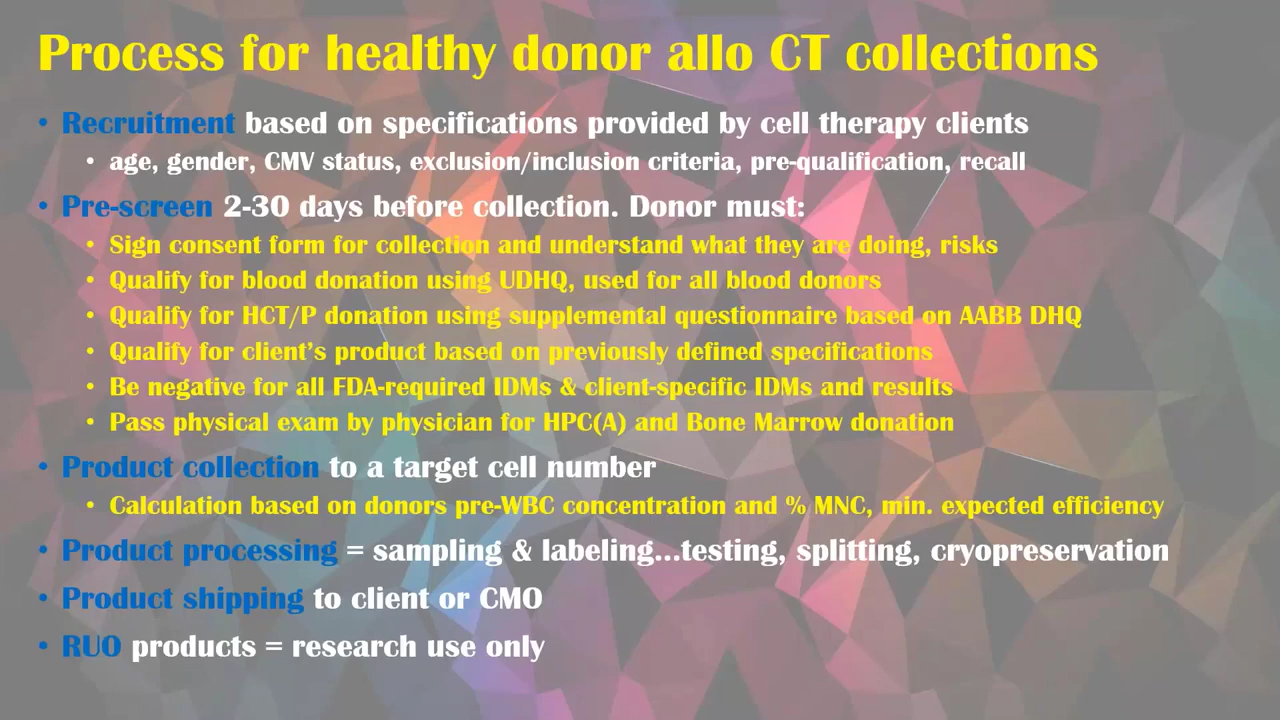 Process for healthy donor allo CT collections
• Recruitment based on specifications provided by cell therapy clients
• age, gender, CMV status, exclusion/inclusion criteria, pre-qualification, recall
• Pre-screen 2-30 days before collection. Donor must:
• Sign consent form for collection and understand what they are doing, risks
• Qualify for blood donation using UDHQ, used for all blood donors
• Qualify for HCT/P donation using supplemental questionnaire based on AABB DHQ
• Qualify for client's product based on previously defined specifications
• Be negative for all FDA-required IDMs & client-specific IDMs and results
• Pass physical exam by physician for HPC(A) and Bone Marrow donation
• Product collection to a target cell number
• Calculation based on donors pre-WBC concentration and % MNC, min. expected efficiency
• Product processing = sampling & labeling...testing, splitting, cryopreservation
• Product shipping to client or CMO
• RUO products = research use only